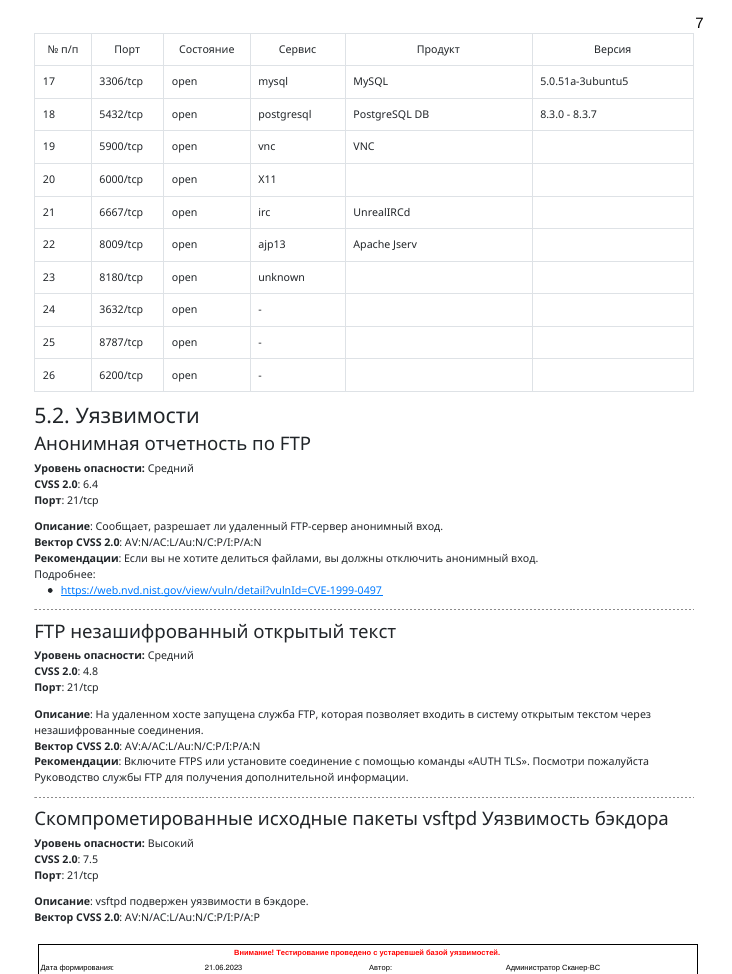 7
№ п/п Порт Состояние Сервис Продукт Версия
17 3306/tcp open mysql MySQL 5.0.51a-3ubuntu5
18 5432/tcp open postgresql PostgreSQL DB 8.3.0 - 8.3.7
19 5900/tcp open vnc VNC
20 6000/tcp open X11
21 6667/tcp open irc UnrealIRCd
22 8009/tcp open ajp13 Apache Jserv
23 8180/tcp open unknown
24 3632/tcp open -
25 8787/tcp open -
26 6200/tcp open -
5.2. Уязвимости
Анонимная отчетность по FTP
Уровень опасности: Средний
CVSS 2.0: 6.4
Порт: 21/tcp
Описание: Сообщает, разрешает ли удаленный FTP-сервер анонимный вход.
Вектор CVSS 2.0: AV:N/AC:L/Au:N/C:P/I:P/A:N
Рекомендации: Если вы не хотите делиться файлами, вы должны отключить анонимный вход.
Подробнее:
• https://web.nvd.nist.gov/view/vuln/detail?vulnId=CVE-1999-0497
FTP незашифрованный открытый текст
Уровень опасности: Средний
CVSS 2.0: 4.8
Порт: 21/tcp
Описание: На удаленном хосте запущена служба FTP, которая позволяет входить в систему открытым текстом через
незашифрованные соединения.
Вектор CVSS 2.0: AV:A/AC:L/Au:N/C:P/I:P/A:N
Рекомендации: Включите FTPS или установите соединение с помощью команды «AUTH TLS». Посмотри пожалуйста
Руководство службы FTP для получения дополнительной информации.
Скомпрометированные исходные пакеты vsftpd Уязвимость бэкдора
Уровень опасности: Высокий
CVSS 2.0: 7.5
Порт: 21/tcp
Описание: vsftpd подвержен уязвимости в бэкдоре.
Вектор CVSS 2.0: AV:N/AC:L/Au:N/C:P/I:P/A:P
Внимание! Тестирование проведено с устаревшей базой уязвимостей.
Дата формирования: 21.06.2023 Автор: Администратор Сканер-ВС